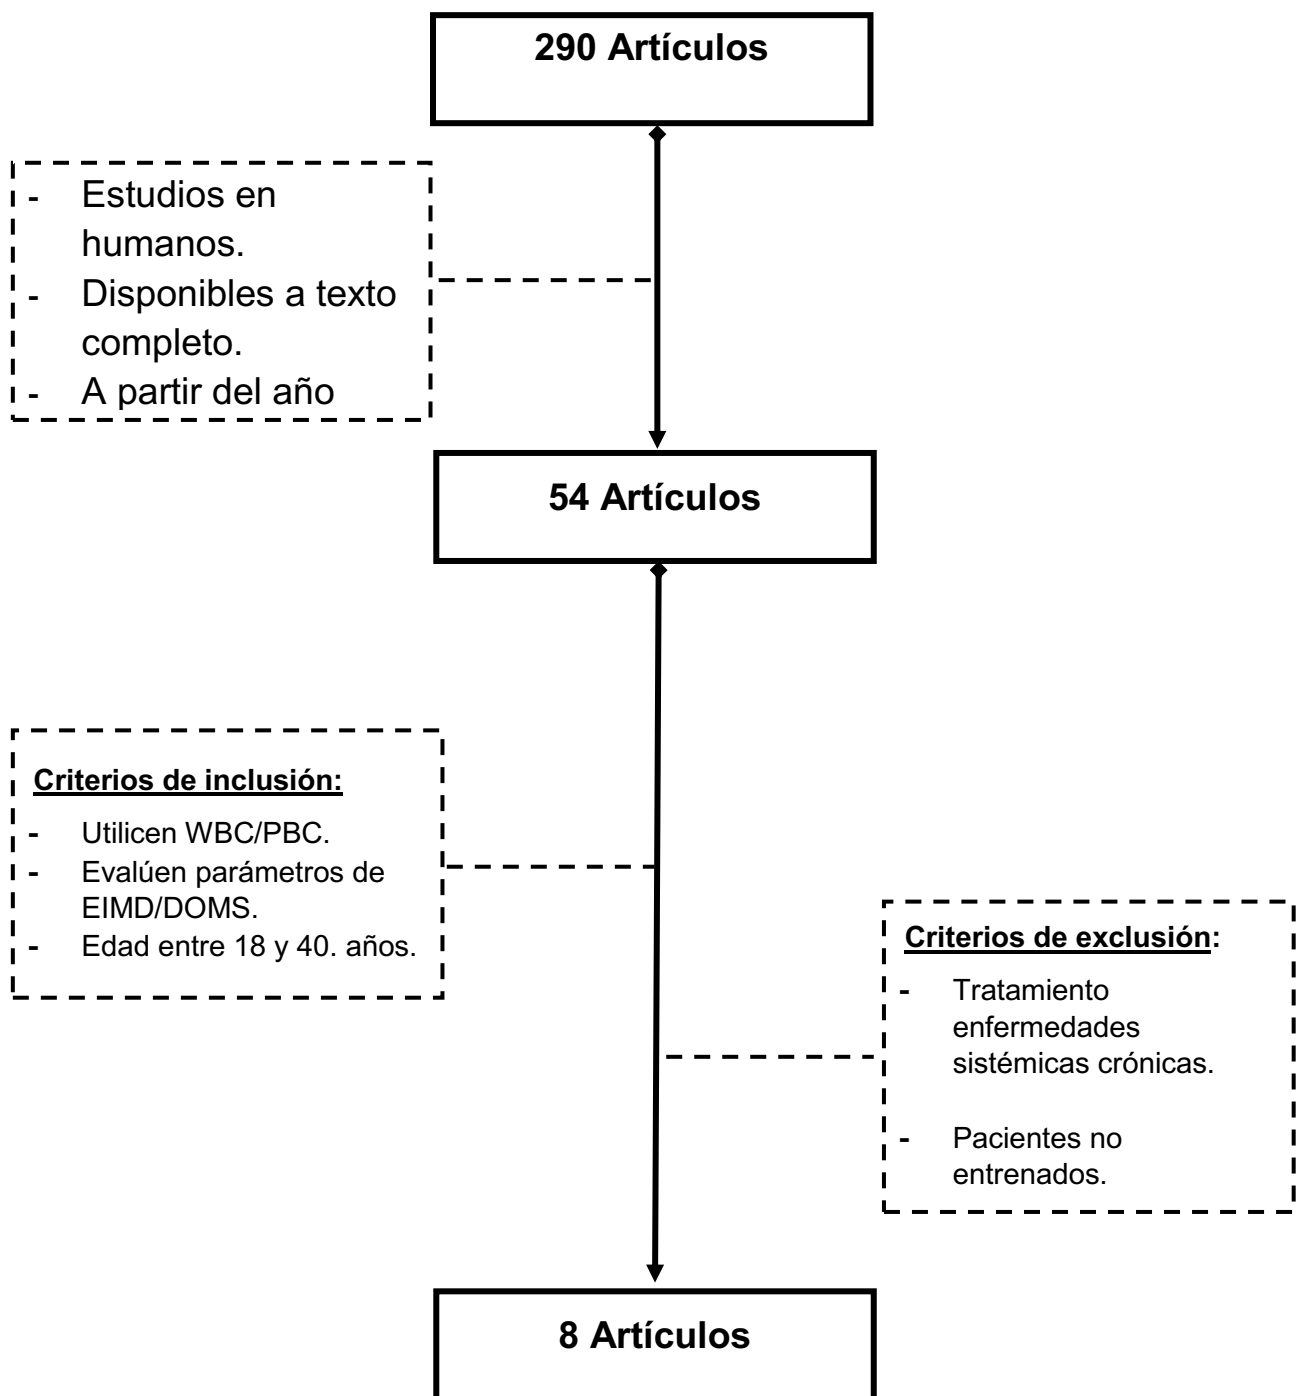 290 Artículos
- Estudios en
humanos.
- Disponibles a texto
completo.
- A partir del año
54 Artículos
Criterios de inclusión:
- Utilicen WBC/PBC.
- Evalúen parámetros de
EIMD/DOMS.
- Edad entre 18 y 40. años.
Criterios de exclusión:
- Tratamiento
enfermedades
sistémicas crónicas.
- Pacientes no
entrenados.
8 Artículos